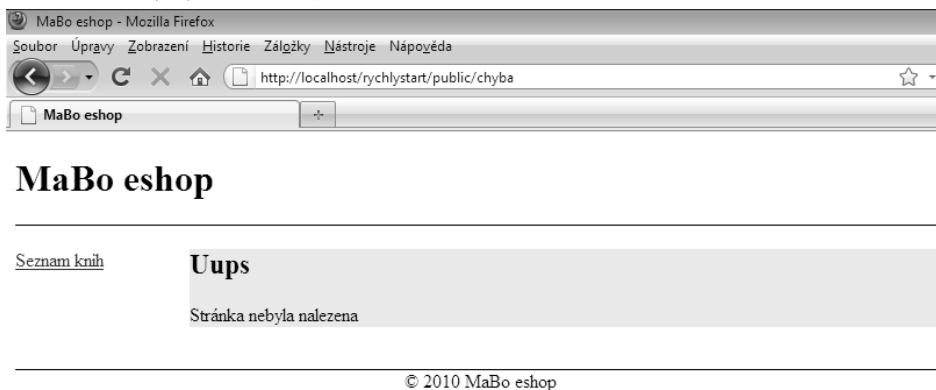 MaBo eshop - Mozilla Firefox
Soubor Úpravy Zobrazení Historie Záložky Nástroje Nápověda
http://localhost/rychlystart/public/chyba
MaBo eshop
MaBo eshop
Seznam knih
Uups
Stránka nebyla nalezena
© 2010 MaBo eshop